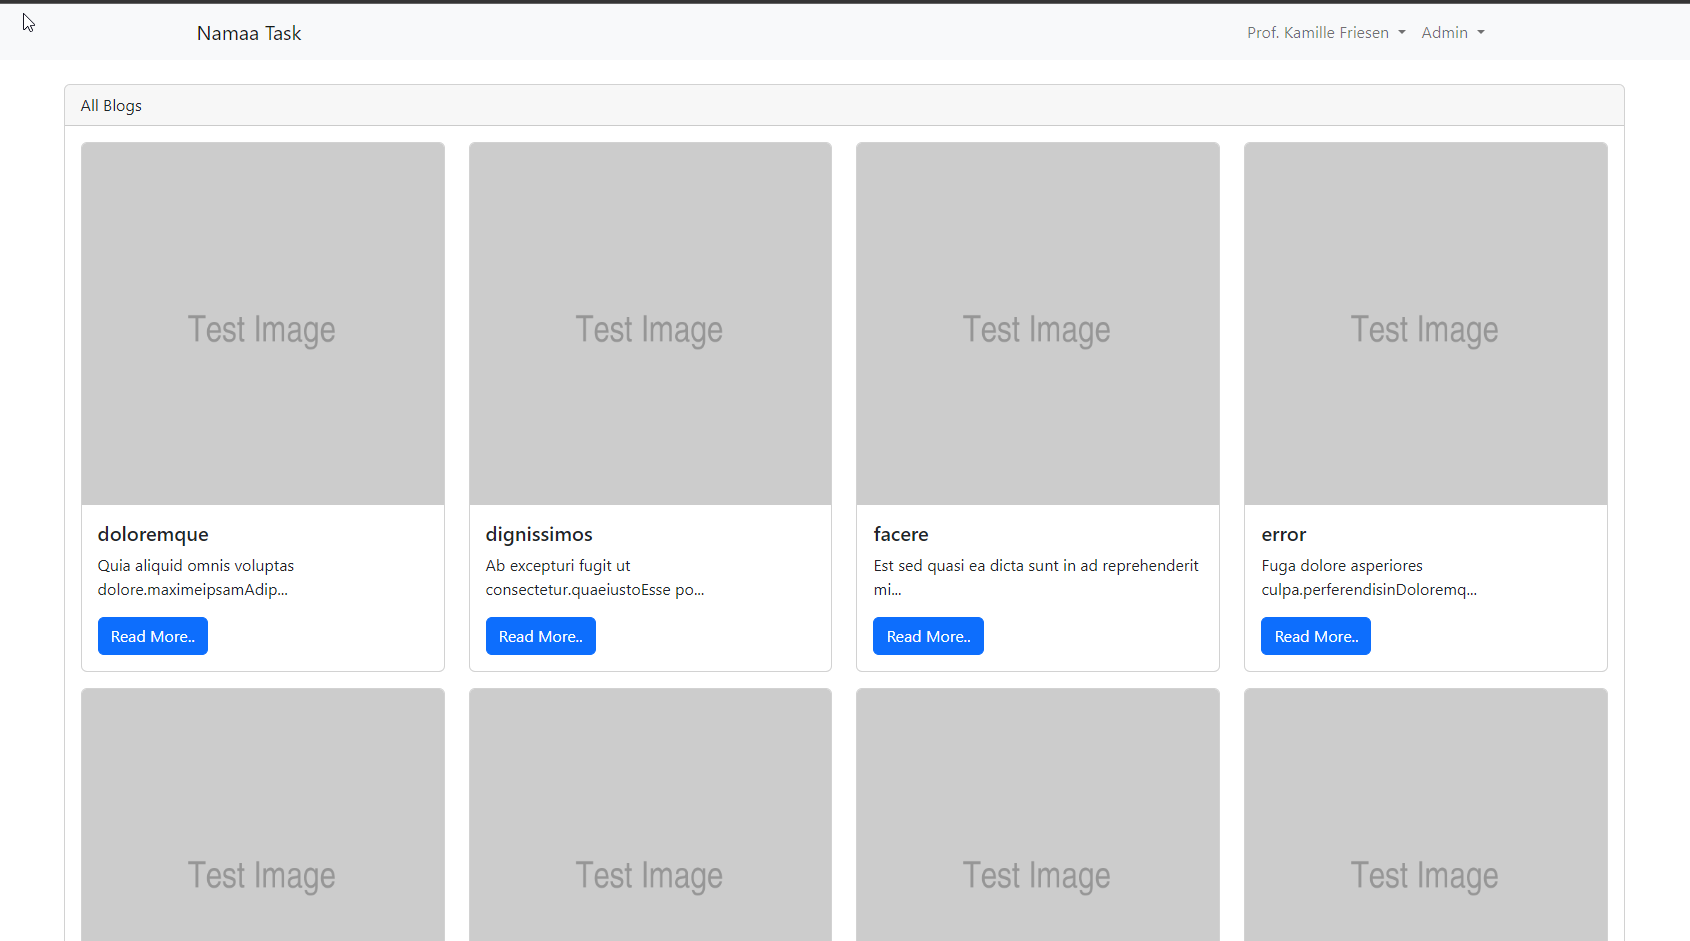 Namaa Task
Prof. Kamille Friesen
Admin
All Blogs
Test Image
Test Image
Test Image
Test Image
doloremque
Quia aliquid omnis voluptas
dolore.maximeipsamAdip...
Read More..
dignissimos
Ab excepturi fugit ut
consectetur.quaeiustoEsse po...
Read More..
facere
Est sed quasi ea dicta sunt in ad reprehenderit
mi...
Read More..
error
Fuga dolore asperiores
culpa.perferendisinDoloremq...
Read More..
Test Image
Test Image
Test Image
Test Image